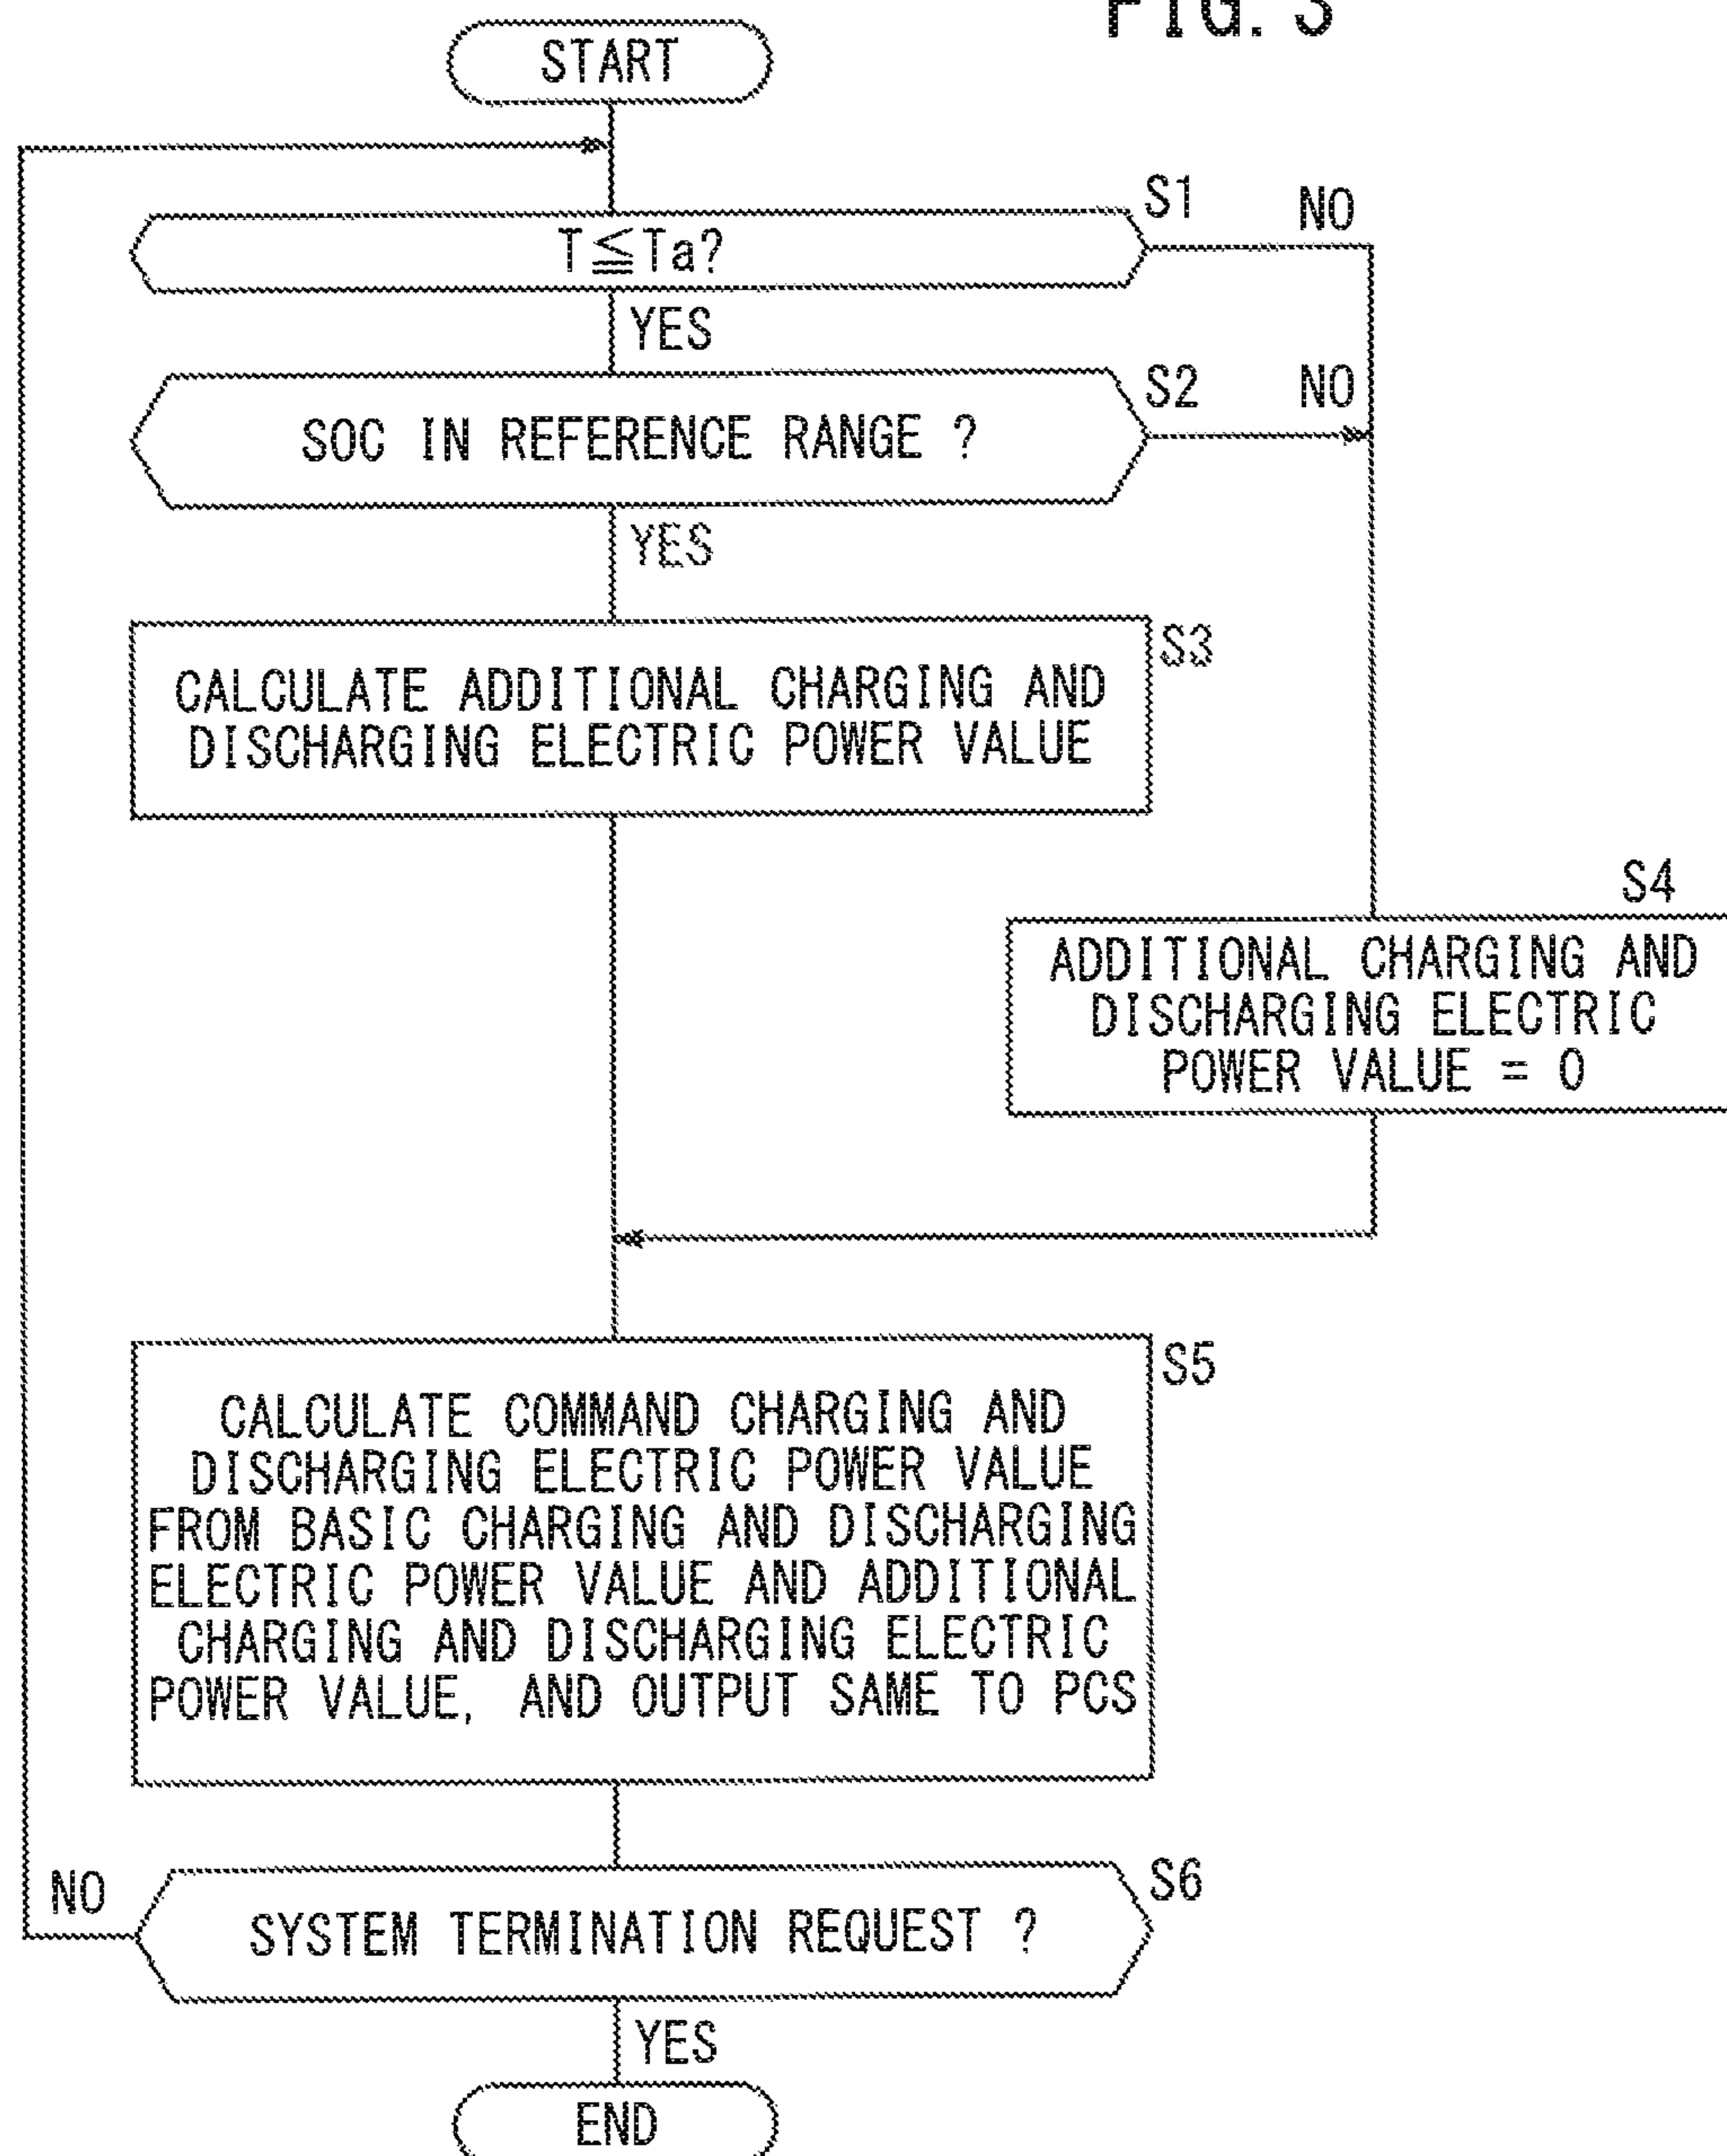 FIG. 3
START
S1
NO
T≦Ta?
YES
S2
NO
SOC IN REFERENCE RANGE ?
YES
S3
CALCULATE ADDITIONAL CHARGING AND
DISCHARGING ELECTRIC POWER VALUE
S4
ADDITIONAL CHARGING AND
DISCHARGING ELECTRIC
POWER VALUE = 0
S5
CALCULATE COMMAND CHARGING AND
DISCHARGING ELECTRIC POWER VALUE
FROM BASIC CHARGING AND DISCHARGING
ELECTRIC POWER VALUE AND ADDITIONAL
CHARGING AND DISCHARGING ELECTRIC
POWER VALUE, AND OUTPUT SAME TO PCS
NO
S6
SYSTEM TERMINATION REQUEST ?
YES
END